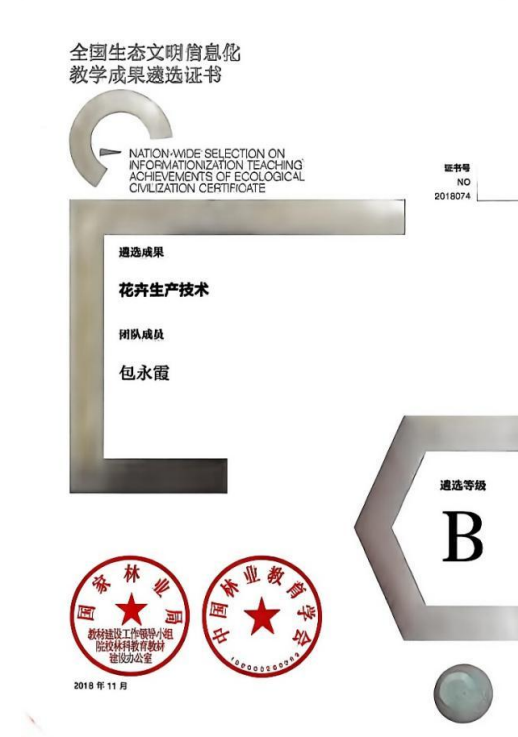 全国生态文明信息化
教学成果遴选证书
NATION-WIDE SELECTION ON
INFORMATIONIZATION TEACHING
ACHIEVEMENTS OF ECOLOGICAL
CIVILIZATION CERTIFICATE
证书号
NO
2018074
遴选成果
花卉生产技术
团队成员
包永霞
遴选等级
B
国家林业局
教材建设工作领导小组
院校林科教育教材
建设办公室
中国林业教育学会
2018 年 11 月